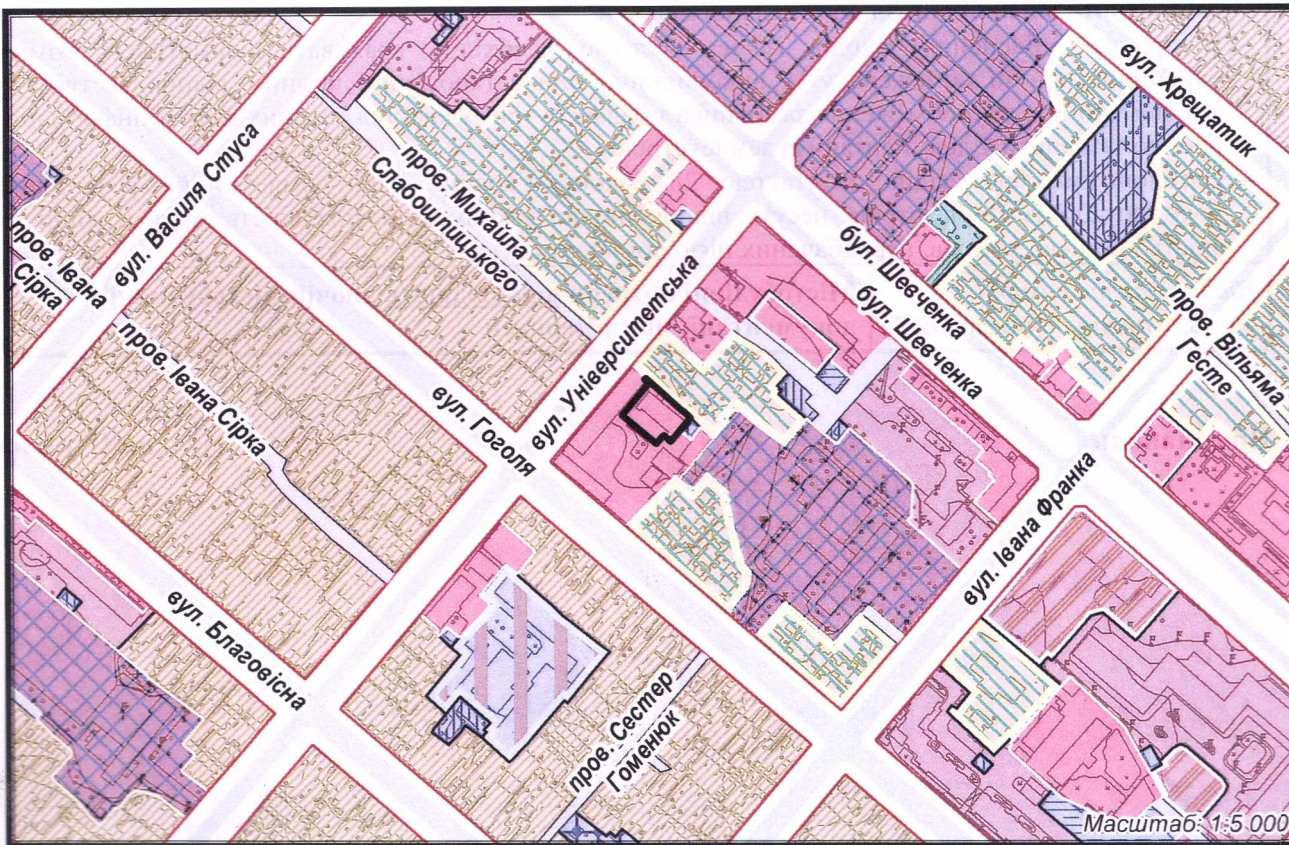 вул. Хрещатик
вул. Василя Стуса
пров. Михайла
Слабошпицького
пров. Івана
Сірка
вул. Університетська
бул. Шевченка
бул. Шевченка
пров. Вільяма
Гесте
пров. Івана Сірка
вул. Гоголя
вул. Івана Франка
вул. Благовісна
пров. Сестер
Гоменюк
Масштаб: 1:5 000